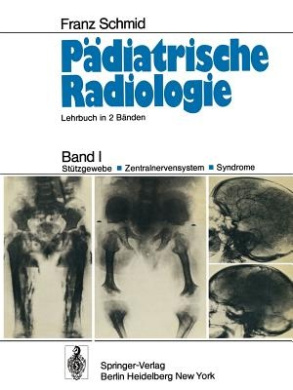 Franz Schmid
Pädiatrische
Radiologie
Lehrbuch in 2 Bänden
Band I
Stützgewebe ■ Zentralnervensystem ■ Syndrome
Springer-Verlag
Berlin Heidelberg New York